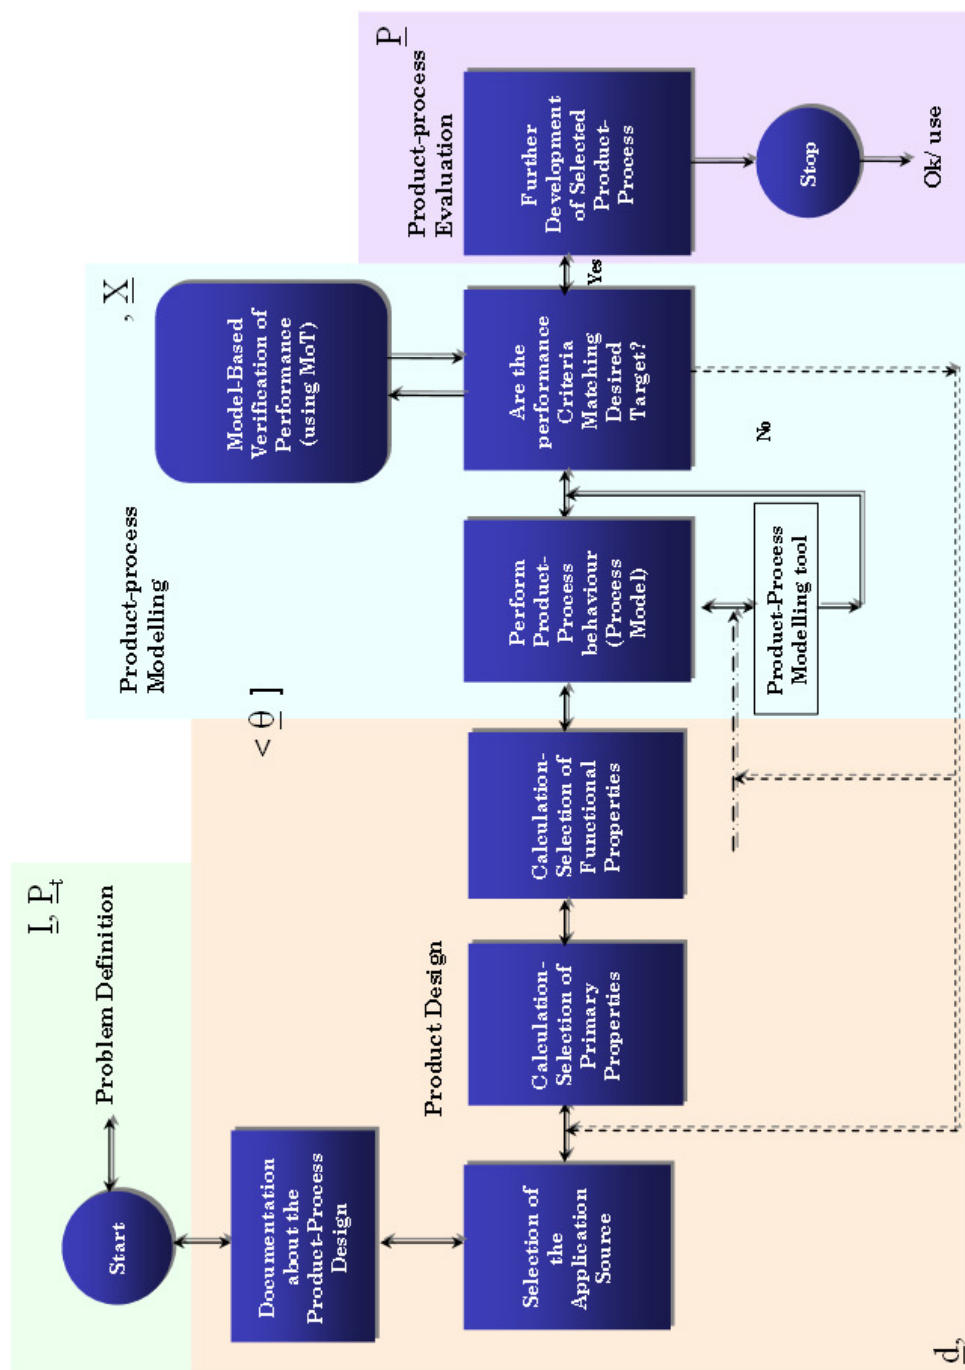 I, P_t
Start
Problem Definition
Documentation
about the
Product-Process
Design
Selection of
the
Application
Source
Product Design
Calculation-
Selection of
Primary
Properties
Calculation-
Selection of
Functional
Properties
d,
< θ ]
Product-process
Modelling
, X
Perform
Product-
Process
behaviour
(Process
Model)
Product-Process
Modelling tool
Model-Based
Verification of
Performance
(using MoT)
Are the
performance
Criteria
Matching
Desired
Target?
No
Yes
Product-process
Evaluation
P
Further
Development
of Selected
Product-
Process
Stop
Ok/ use